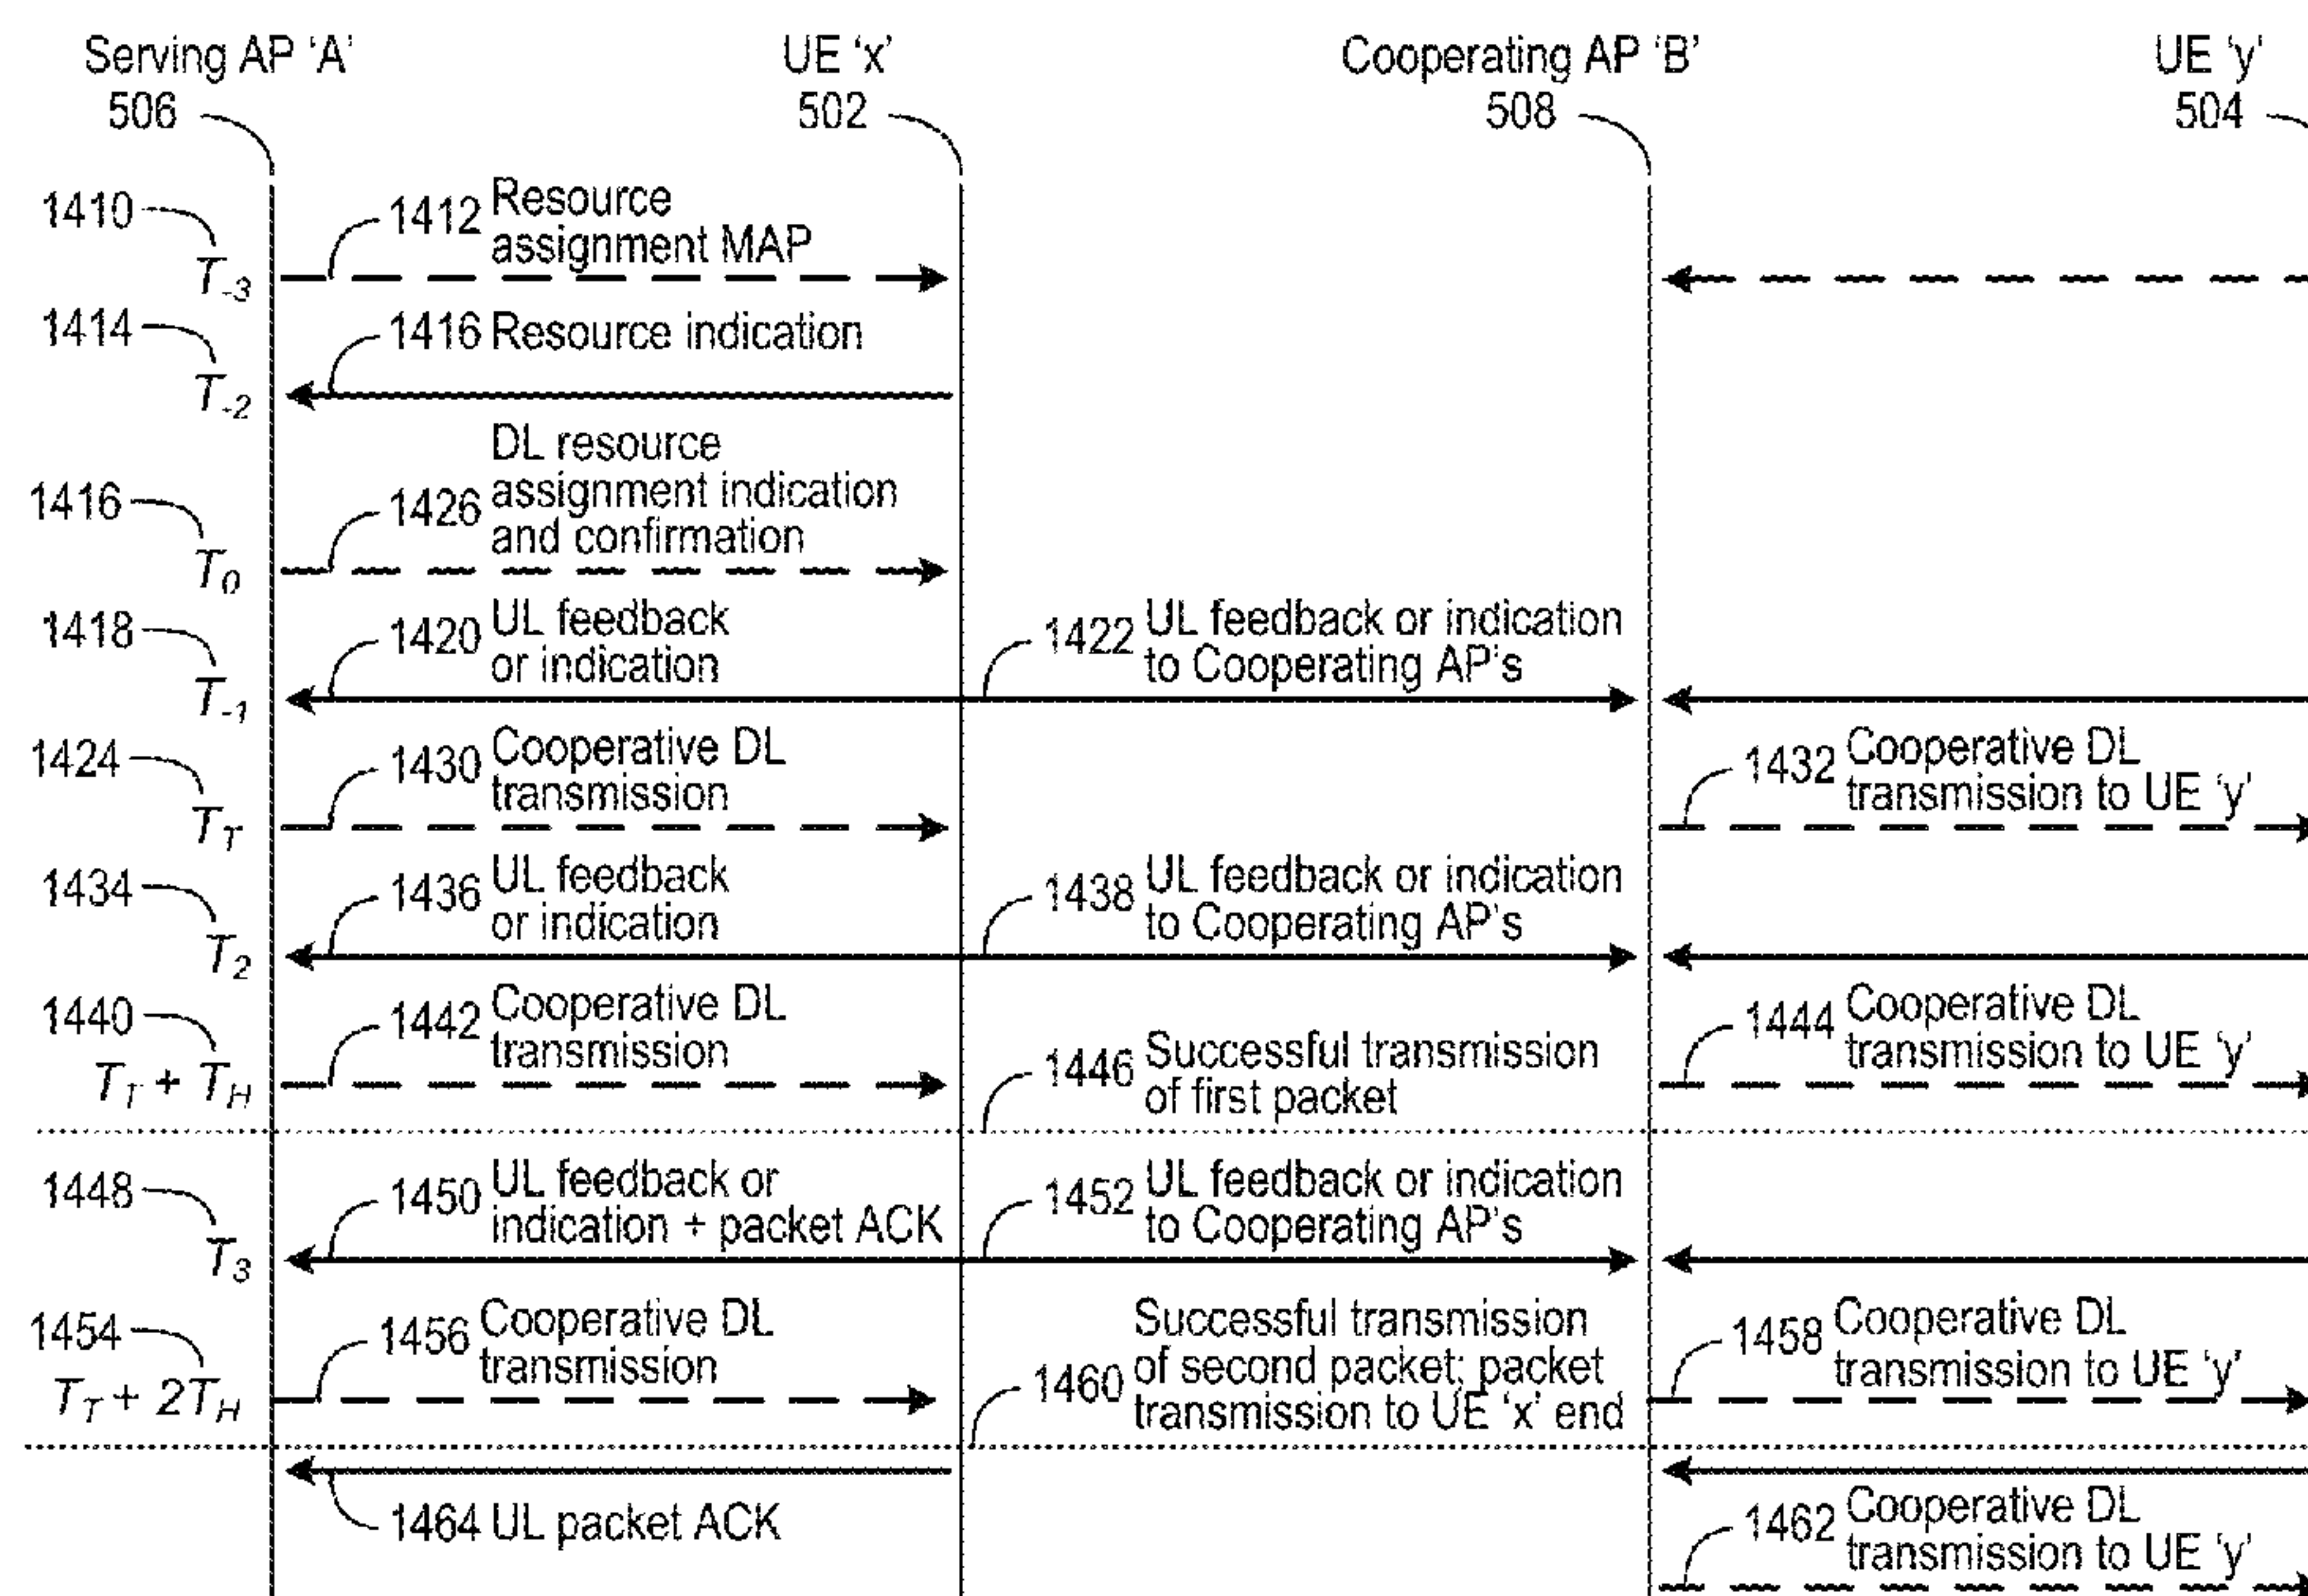 Serving AP ‘A’
506
UE ‘x’
502
Cooperating AP ‘B’
508
UE ‘y’
504
1410
T-3
1412 Resource
assignment MAP
1414
T-2
1416 Resource indication
1416
T0
DL resource
assignment indication
1426
and confirmation
1418
T-1
1420 UL feedback
or indication
1422 UL feedback or indication
to Cooperating AP’s
1424
TT
1430 Cooperative DL
transmission
1432 Cooperative DL
transmission to UE ‘y’
1434
T2
1436 UL feedback
or indication
1438 UL feedback or indication
to Cooperating AP’s
1440
TT + TH
1442 Cooperative DL
transmission
1446 Successful transmission
of first packet
1444 Cooperative DL
transmission to UE ‘y’
1448
T3
1450 UL feedback or
indication + packet ACK
1452 UL feedback or indication
to Cooperating AP’s
1454
TT + 2TH
1456 Cooperative DL
transmission
Successful transmission
of second packet; packet
1460
transmission to UE ‘x’ end
1458 Cooperative DL
transmission to UE ‘y’
1464 UL packet ACK
1462 Cooperative DL
transmission to UE ‘y’